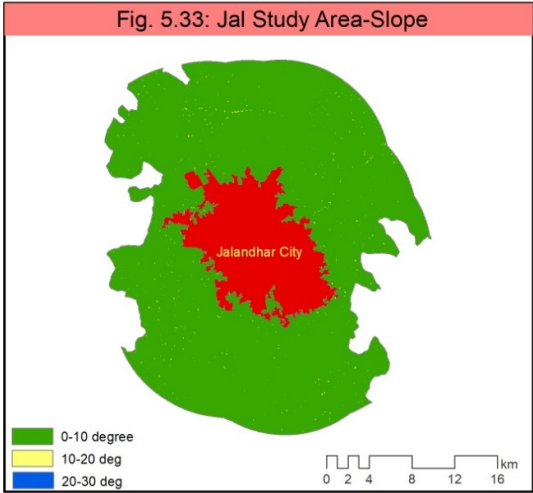 Fig. 5.33: Jal Study Area-Slope
Jalandhar City
0-10 degree
10-20 deg
20-30 deg
km
0 2 4 8 12 16